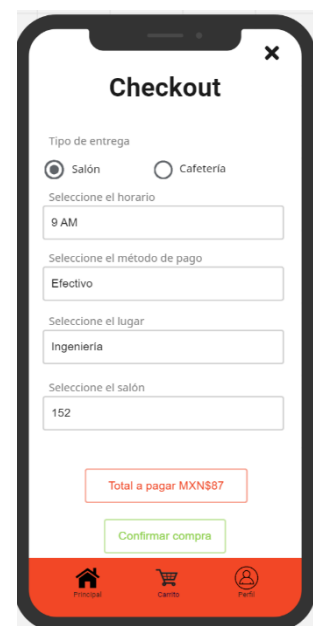 Checkout
Tipo de entrega
Salón Cafetería
Seleccione el horario
9 AM
Seleccione el método de pago
Efectivo
Seleccione el lugar
Ingeniería
Seleccione el salón
152
Total a pagar MXN$87
Confirmar compra
Principal Carrito Perfil